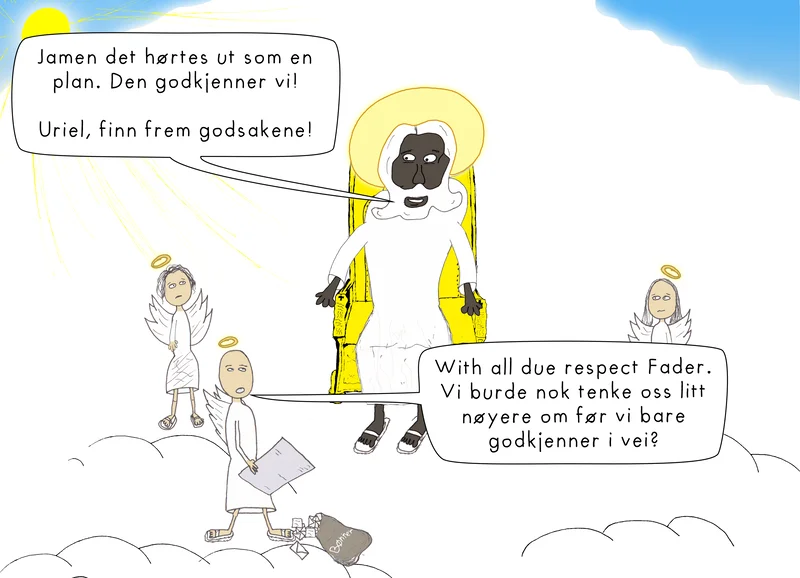 Jamen det hørtes ut som en
plan. Den godkjenner vi!
Uriel, finn frem godsakene!
With all due respect Fader.
Vi burde nok tenke oss litt
nøyere om før vi bare
godkjenner i vei?
Bønner